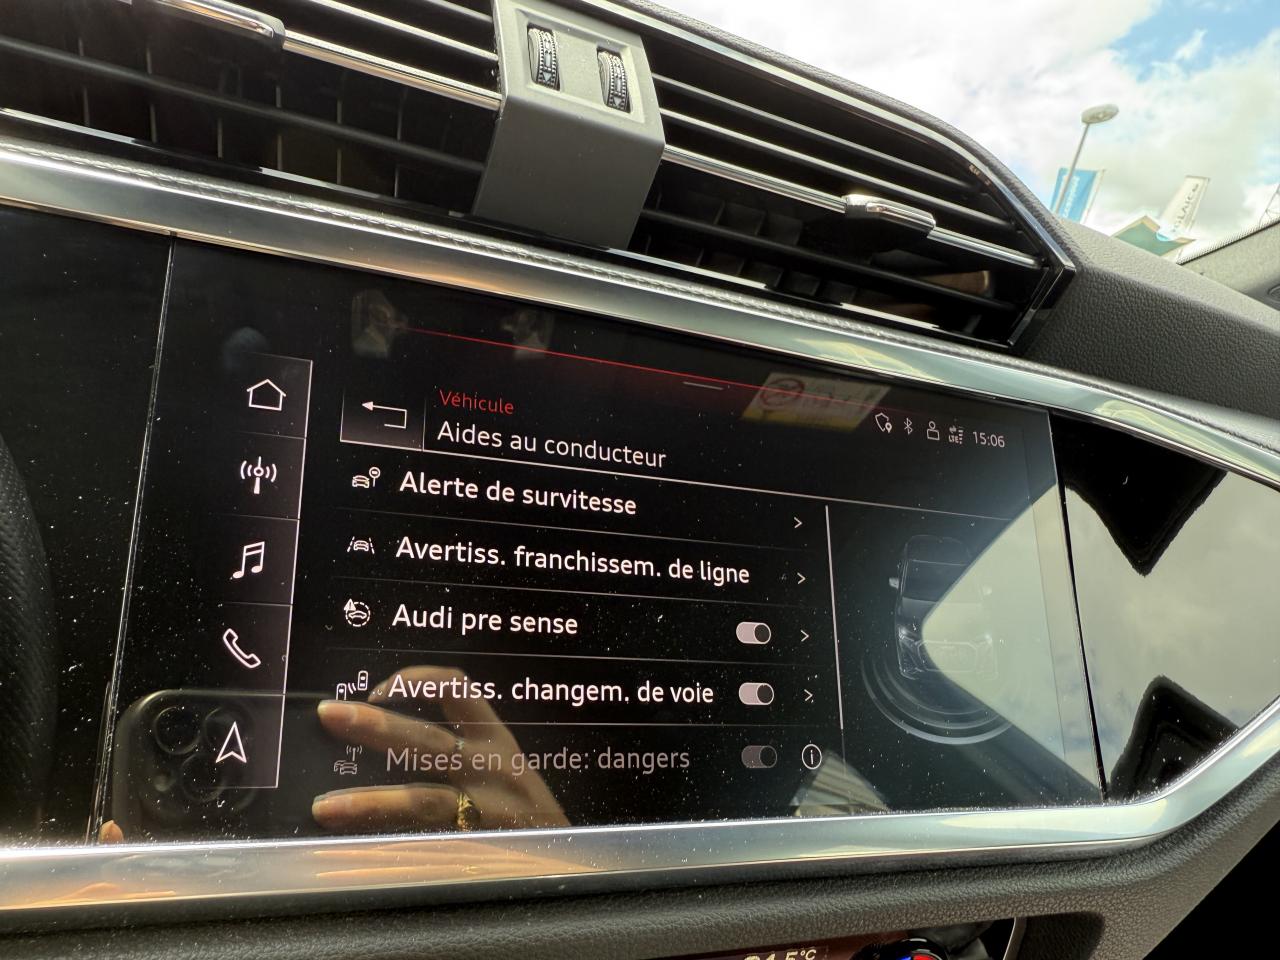 Véhicule
Aides au conducteur
LTE
15:06
Alerte de survitesse
Avertiss. franchissem. de ligne
Audi pre sense
Avertiss. changem. de voie
Mises en garde: dangers